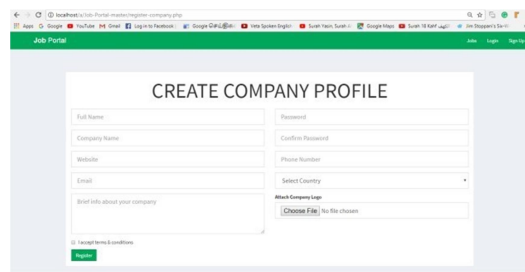 localhost/a/Job-Portal-master/register-company.php
Apps Google YouTube Gmail Log in to Facebook Google Vete Spoken English Surah Yasin, Surah Google Maps Surah 18 Kahf Jim Stoppani's
Job Portal
Jobs Login Sign Up
CREATE COMPANY PROFILE
Full Name
Password
Company Name
Confirm Password
Website
Phone Number
Email
Select Country
Brief info about your company
Attach Company Logo
Choose File No file chosen
I accept terms & conditions
Register